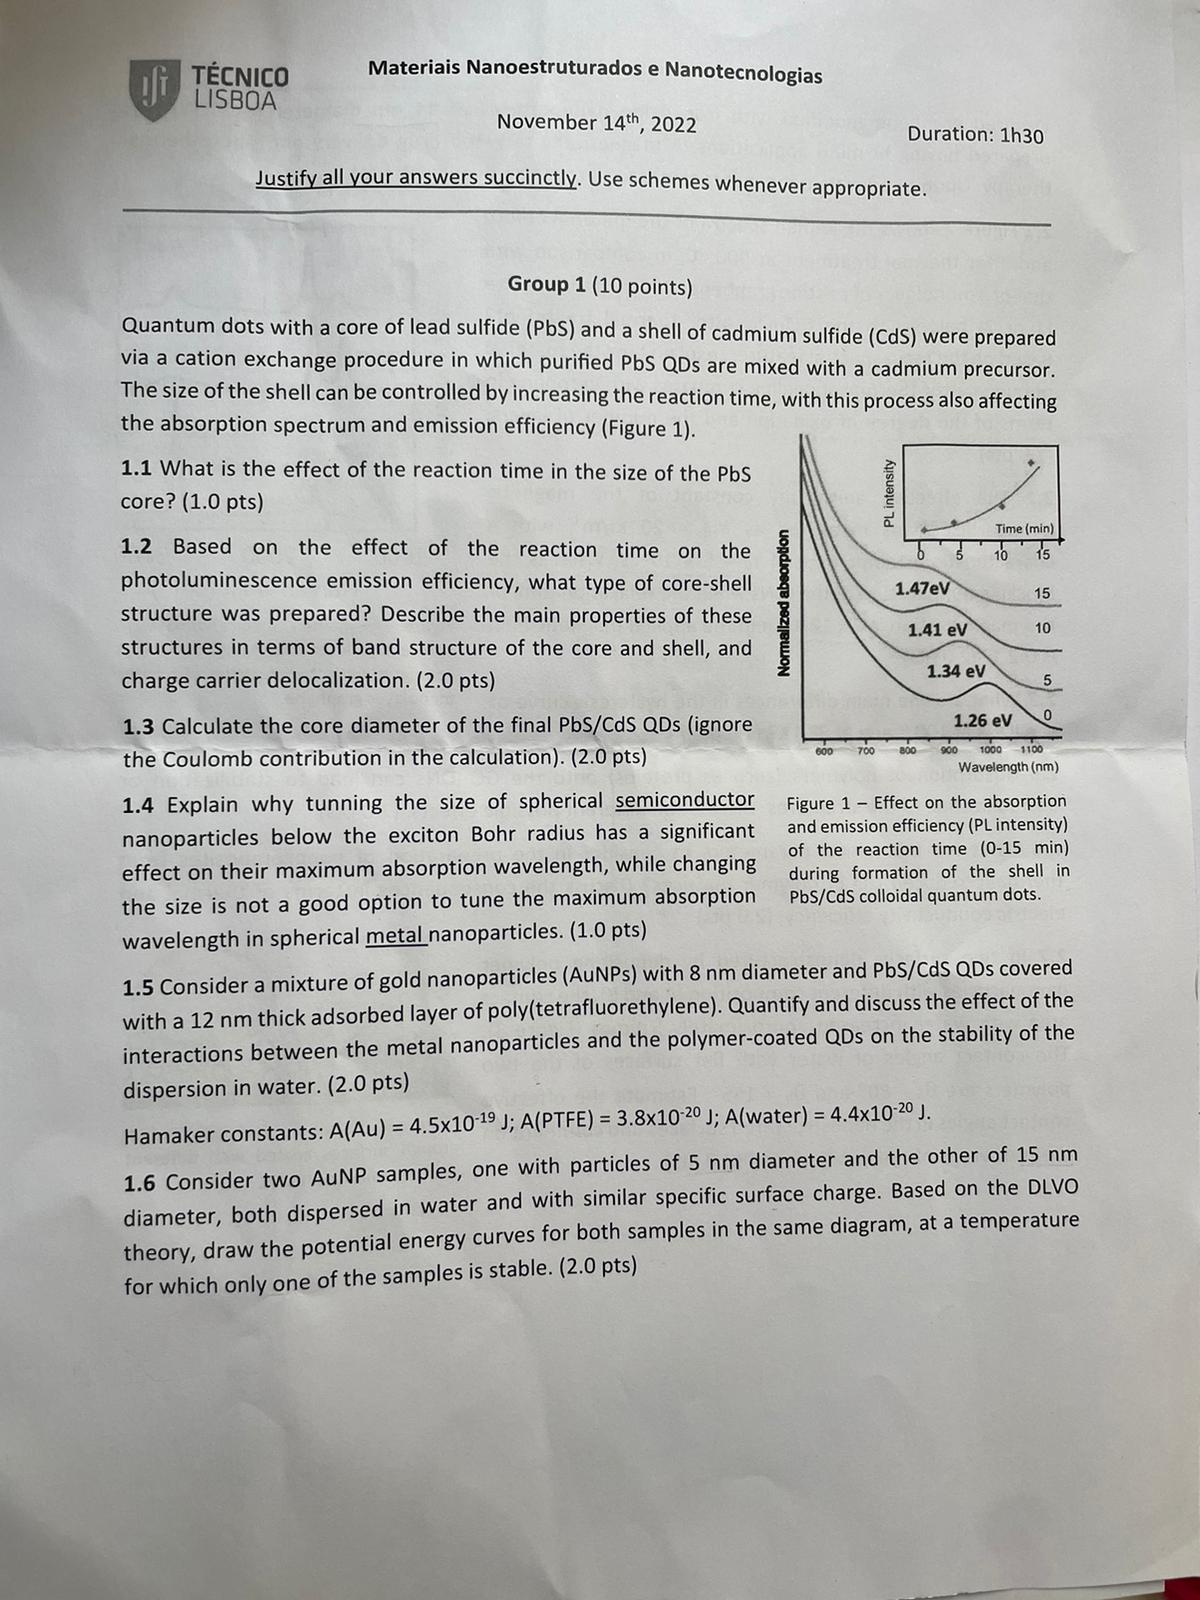 TÉCNICO
LISBOA
Materiais Nanoestruturados e Nanotecnologias
November 14th, 2022
Duration: 1h30
Justify all your answers succinctly. Use schemes whenever appropriate.
Group 1 (10 points)
Quantum dots with a core of lead sulfide (PbS) and a shell of cadmium sulfide (CdS) were prepared
via a cation exchange procedure in which purified PbS QDs are mixed with a cadmium precursor.
The size of the shell can be controlled by increasing the reaction time, with this process also affecting
the absorption spectrum and emission efficiency (Figure 1).
1.1 What is the effect of the reaction time in the size of the PbS
core? (1.0 pts)
1.2 Based on the effect of the reaction time on the
photoluminescence emission efficiency, what type of core-shell
structure was prepared? Describe the main properties of these
structures in terms of band structure of the core and shell, and
charge carrier delocalization. (2.0 pts)
1.3 Calculate the core diameter of the final PbS/CdS QDs (ignore
the Coulomb contribution in the calculation). (2.0 pts)
1.4 Explain why tunning the size of spherical semiconductor
nanoparticles below the exciton Bohr radius has a significant
effect on their maximum absorption wavelength, while changing
the size is not a good option to tune the maximum absorption
wavelength in spherical metal nanoparticles. (1.0 pts)
PL intensity
Time (min)
0 5 10 15
Normalized absorption
1.47eV 15
1.41 eV 10
1.34 eV 5
1.26 eV 0
600 700 800 900 1000 1100
Wavelength (nm)
Figure 1 – Effect on the absorption
and emission efficiency (PL intensity)
of the reaction time (0-15 min)
during formation of the shell in
PbS/CdS colloidal quantum dots.
1.5 Consider a mixture of gold nanoparticles (AuNPs) with 8 nm diameter and PbS/CdS QDs covered
with a 12 nm thick adsorbed layer of poly(tetrafluorethylene). Quantify and discuss the effect of the
interactions between the metal nanoparticles and the polymer-coated QDs on the stability of the
dispersion in water. (2.0 pts)
Hamaker constants: A(Au) = 4.5x10-19 J; A(PTFE) = 3.8x10-20 J; A(water) = 4.4x10-20 J.
1.6 Consider two AuNP samples, one with particles of 5 nm diameter and the other of 15 nm
diameter, both dispersed in water and with similar specific surface charge. Based on the DLVO
theory, draw the potential energy curves for both samples in the same diagram, at a temperature
for which only one of the samples is stable. (2.0 pts)